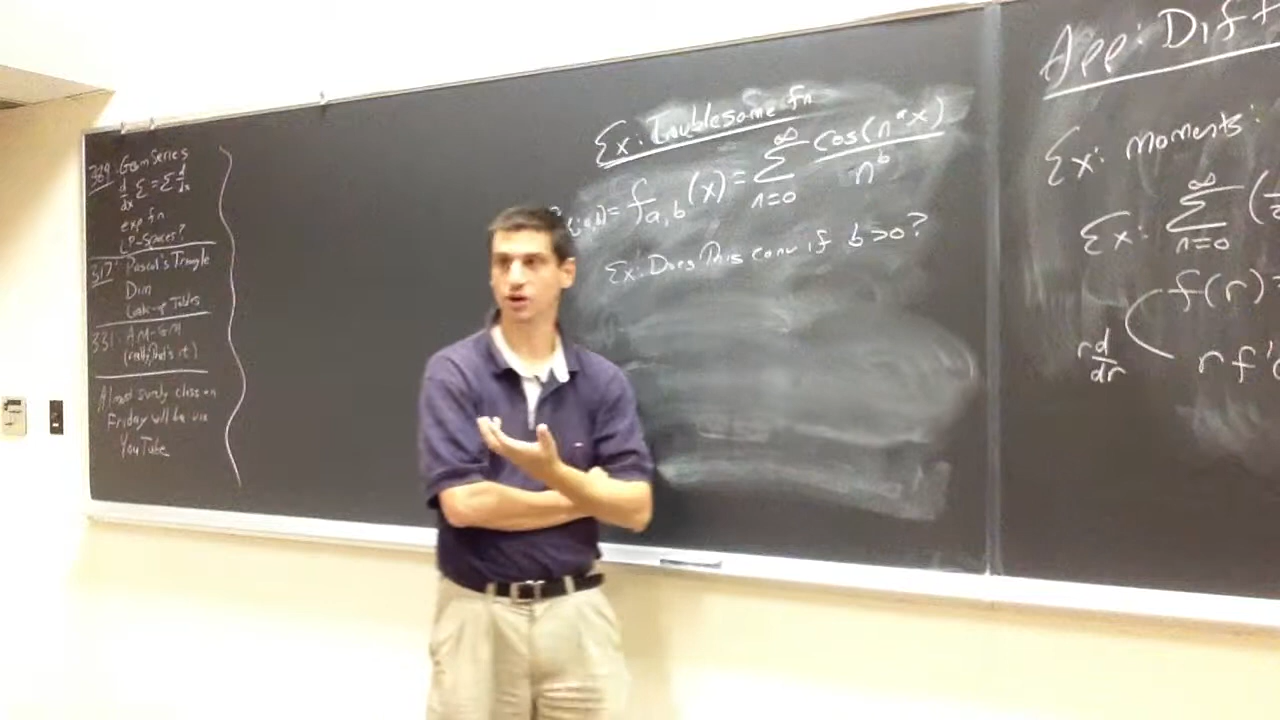 389: Geom Series
d/dx Σ = Σ d/dx
exp fn
LP-Spaces?
317: Pascal's Triangle
Dim
Look-up Tables
331: AM-GM
(really, that's it)
Almost surely class on
Friday will be via
YouTube
Ex: Troublesome fn
f(x; a,b) = f_{a,b}(x) = Σ_{n=0}^{∞} cos(n^a x) / n^b
Ex: Does this conv if b>0?
App: Diff
Ex: Moments:
Ex: Σ_{n=0}^{∞} (
f(r) =
r d/dr
r f'(